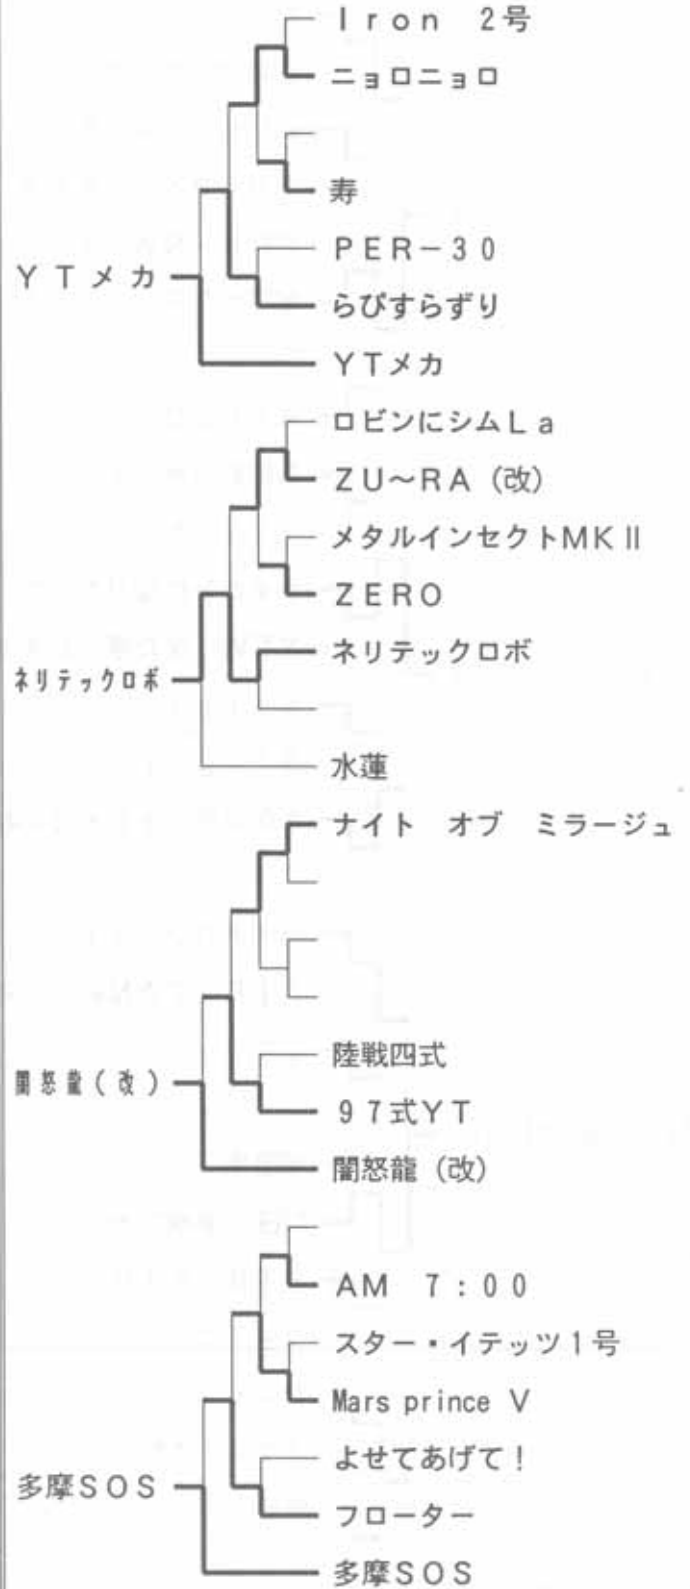 Ｉｒｏｎ　２号
ニョロニョロ
寿
ＰＥＲ－３０
らぴすらずり
ＹＴメカ
ＹＴメカ
ロビンにシムＬａ
ＺＵ～ＲＡ（改）
メタルインセクトＭＫⅡ
ＺＥＲＯ
ネリテックロボ
ネリテックロボ
水蓮
ナイト　オブ　ミラージュ
陸戦四式
闇怒龍（改）
９７式ＹＴ
闇怒龍（改）
ＡＭ　７：００
スター・イテッツ１号
Mars prince Ｖ
よせてあげて！
多摩ＳＯＳ
フローター
多摩ＳＯＳ